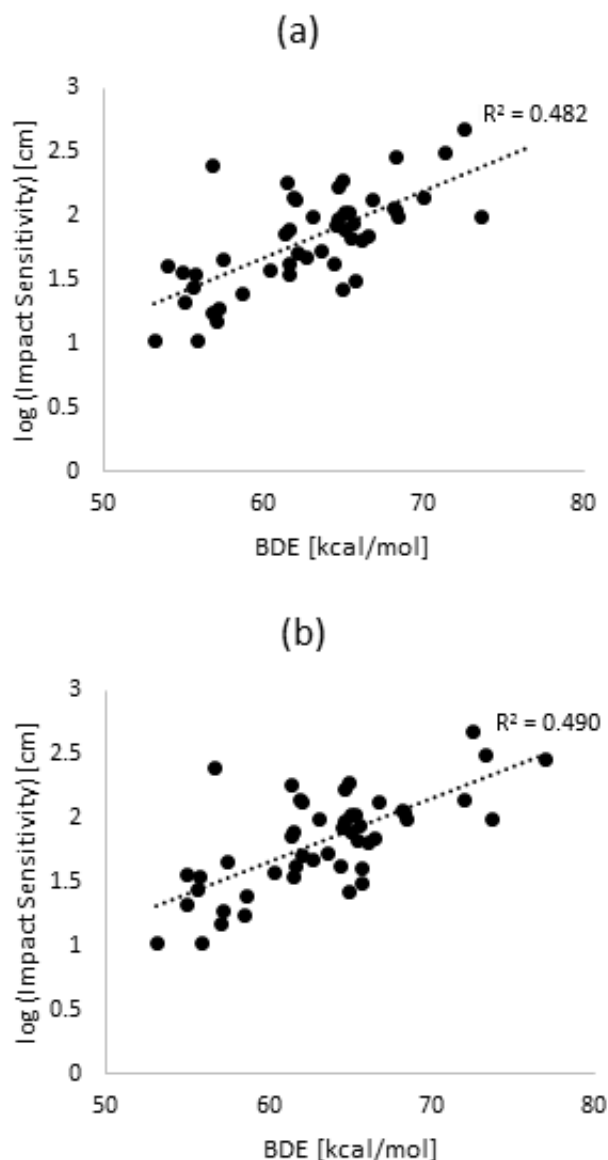 (a)
3
R² = 0.482
2.5
2
1.5
1
0.5
0
50 60 70 80
log (Impact Sensitivity) [cm]
BDE [kcal/mol]
(b)
3
R² = 0.490
2.5
2
1.5
1
0.5
0
50 60 70 80
log (Impact Sensitivity) [cm]
BDE [kcal/mol]